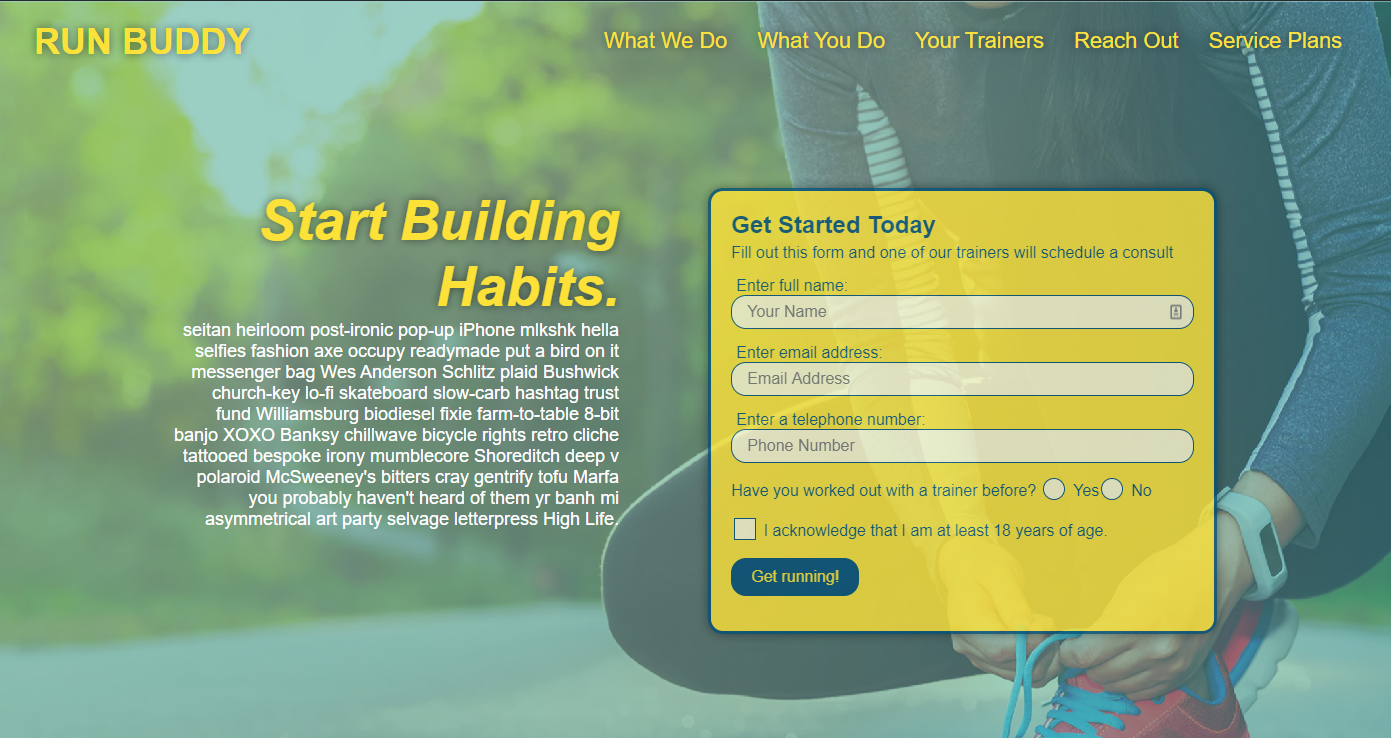 RUN BUDDY
What We Do What You Do Your Trainers Reach Out Service Plans
Start Building
Habits.
seitan heirloom post-ironic pop-up iPhone mlkshk hella
selfies fashion axe occupy readymade put a bird on it
messenger bag Wes Anderson Schlitz plaid Bushwick
church-key lo-fi skateboard slow-carb hashtag trust
fund Williamsburg biodiesel fixie farm-to-table 8-bit
banjo XOXO Banksy chillwave bicycle rights retro cliche
tattooed bespoke irony mumblecore Shoreditch deep v
polaroid McSweeney's bitters cray gentrify tofu Marfa
you probably haven't heard of them yr banh mi
asymmetrical art party selvage letterpress High Life.
Get Started Today
Fill out this form and one of our trainers will schedule a consult
Enter full name:
Your Name
Enter email address:
Email Address
Enter a telephone number:
Phone Number
Have you worked out with a trainer before? Yes No
I acknowledge that I am at least 18 years of age.
Get running!